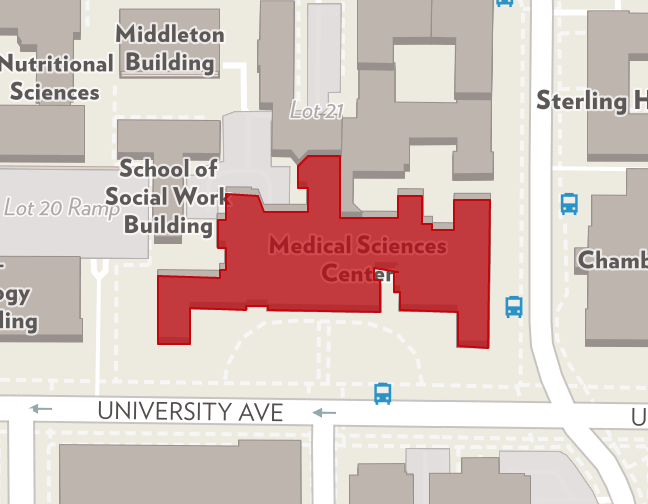 Middleton
Building
Nutritional
Sciences
Lot 21
Sterling H
School of
Social Work
Building
Lot 20 Ramp
Medical Sciences
Center
Chamb
ogy
ling
UNIVERSITY AVE
U